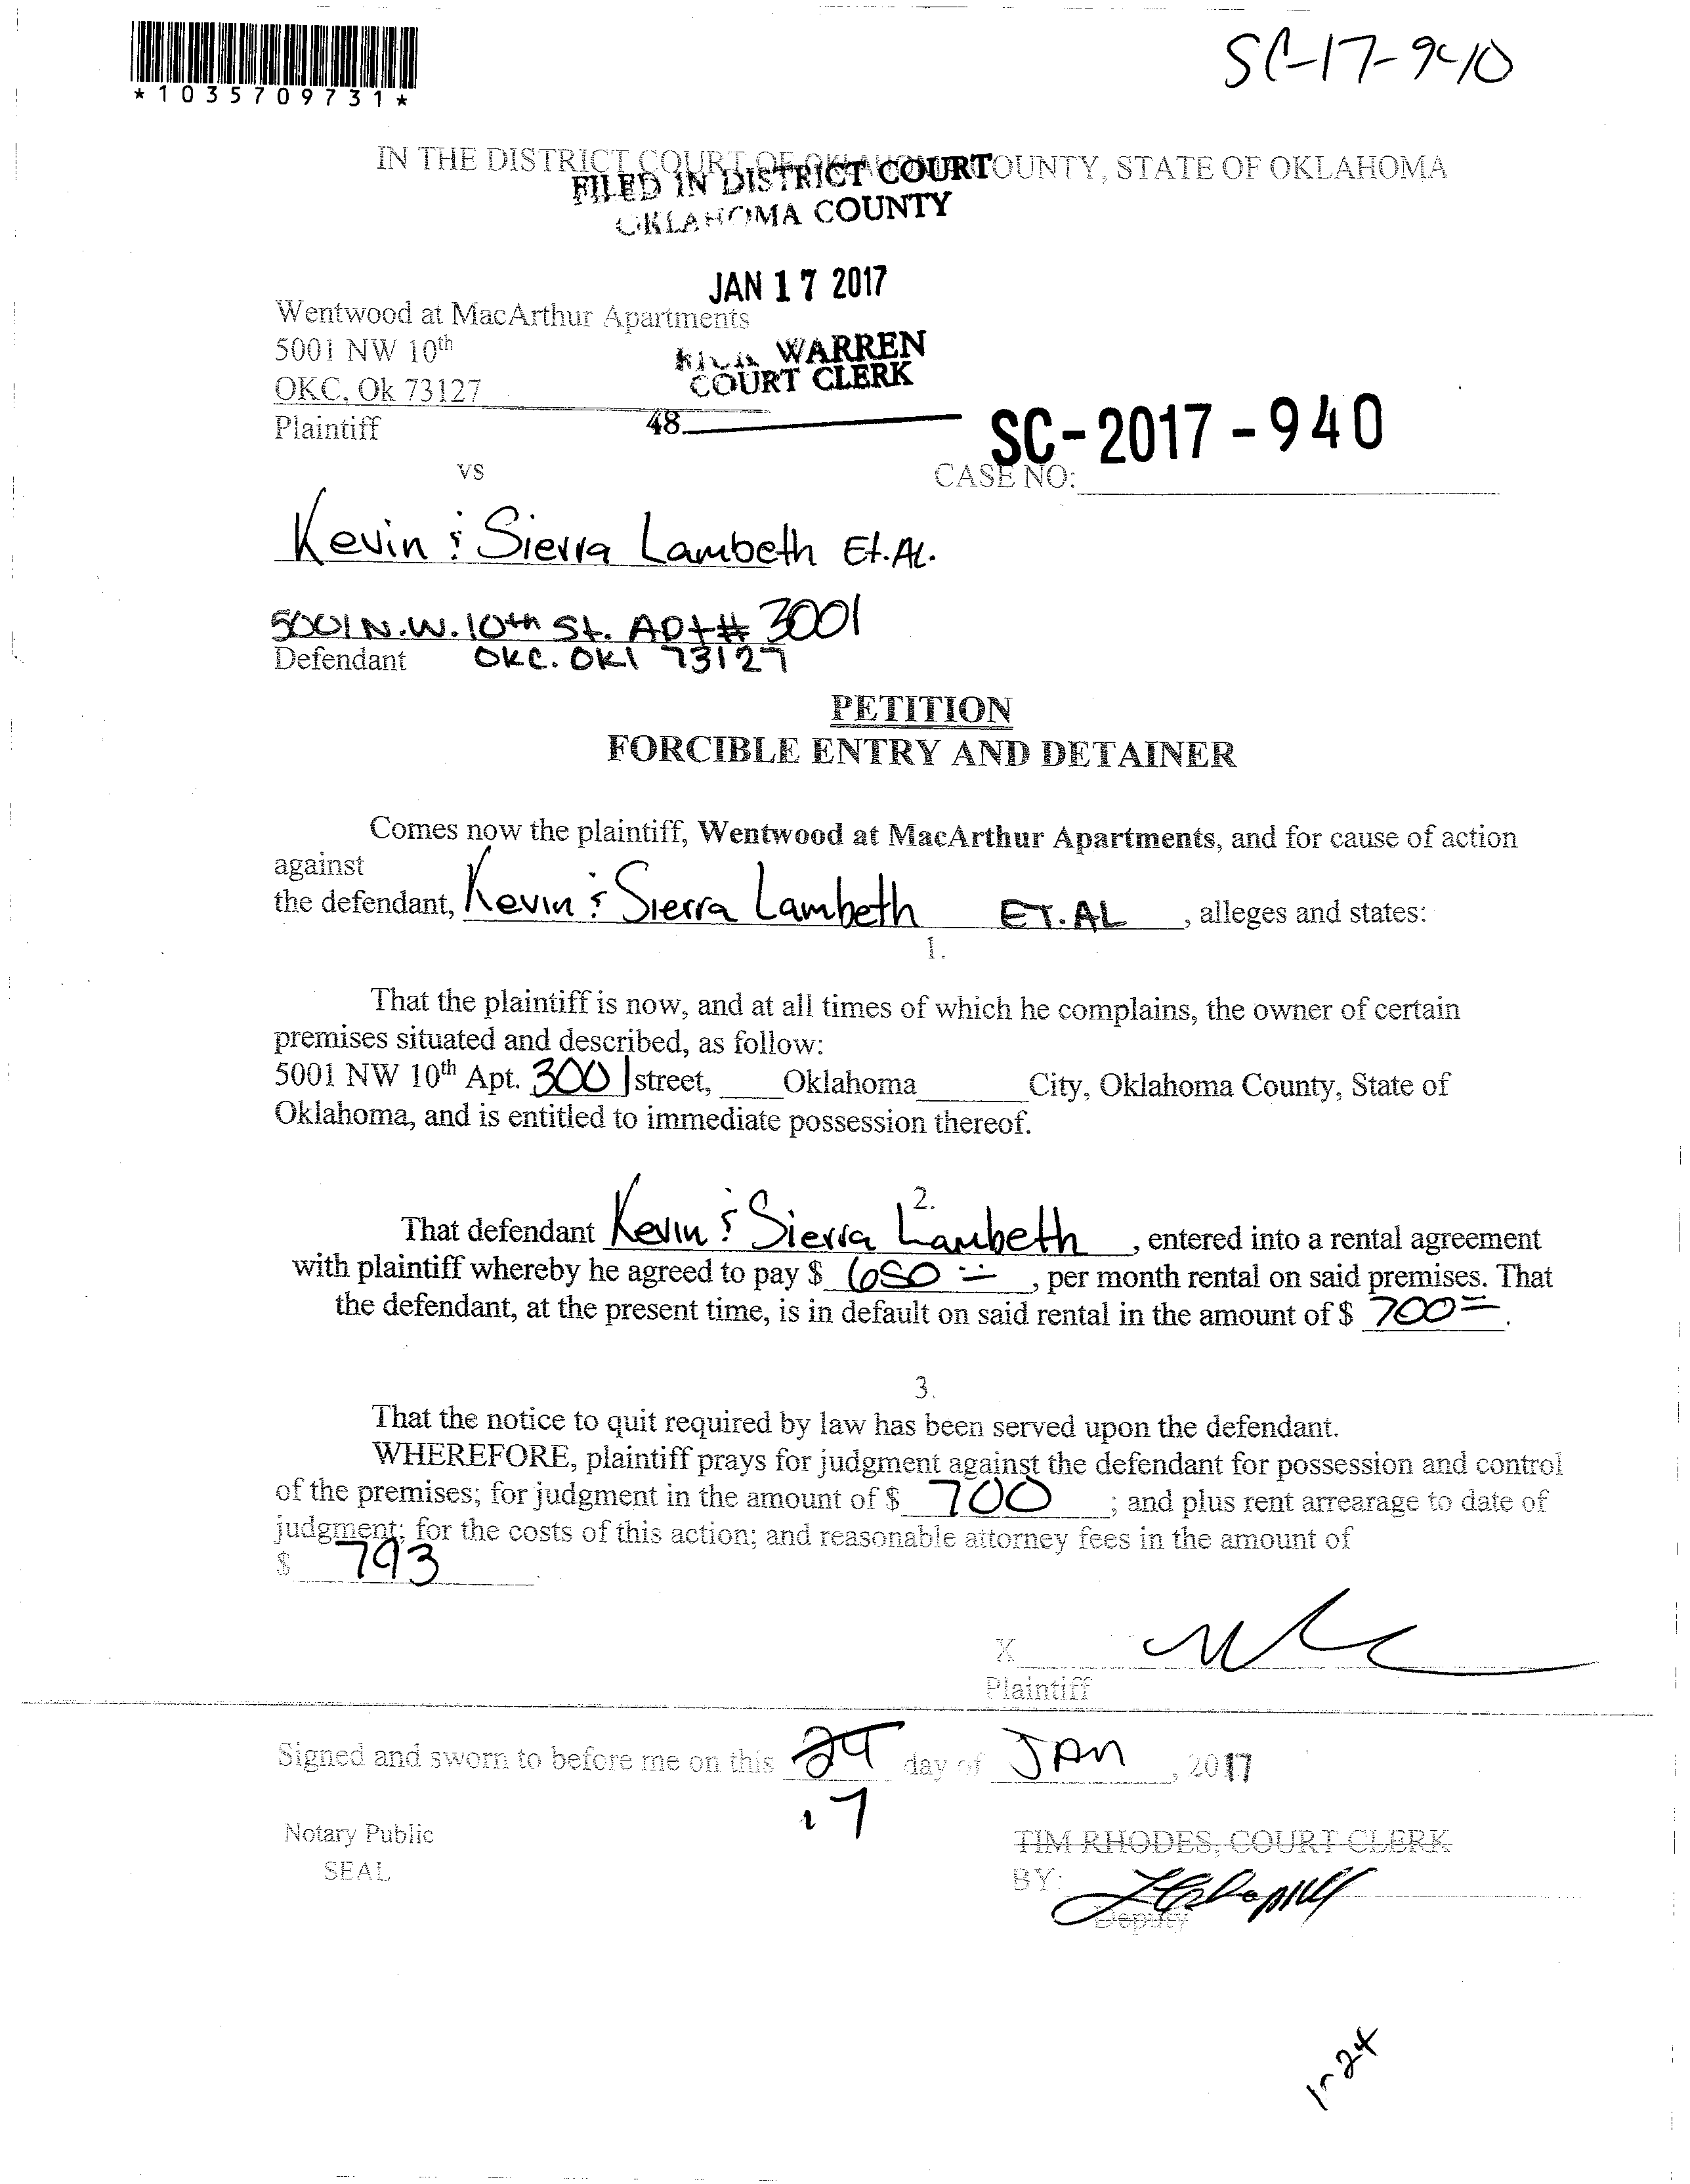 SC-17-940
*1035709731*
IN THE DISTRICT COURT OF OKLAHOMA COUNTY, STATE OF OKLAHOMA
FILED IN DISTRICT COURT
OKLAHOMA COUNTY
JAN 17 2017
Wentwood at MacArthur Apartments
5001 NW 10th
RICK WARREN
COURT CLERK
OKC, Ok 73127
48
Plaintiff
SC-2017-940
vs
CASE NO:
Kevin & Sierra Lambeth Et.AL.
5001 N.W. 10th St. APT# 3001
Defendant OKC. OKl 73127
PETITION
FORCIBLE ENTRY AND DETAINER
Comes now the plaintiff, Wentwood at MacArthur Apartments, and for cause of action
against
the defendant, Kevin & Sierra Lambeth ET.AL, alleges and states:
1.
That the plaintiff is now, and at all times of which he complains, the owner of certain
premises situated and described, as follow:
5001 NW 10th Apt. 3001 street, Oklahoma City, Oklahoma County, State of
Oklahoma, and is entitled to immediate possession thereof.
2.
That defendant Kevin & Sierra Lambeth, entered into a rental agreement
with plaintiff whereby he agreed to pay $ 650, per month rental on said premises. That
the defendant, at the present time, is in default on said rental in the amount of $ 700.
3.
That the notice to quit required by law has been served upon the defendant.
WHEREFORE, plaintiff prays for judgment against the defendant for possession and control
of the premises; for judgment in the amount of $ 700; and plus rent arrearage to date of
judgment; for the costs of this action; and reasonable attorney fees in the amount of
$ 793
X
Plaintiff
Signed and sworn to before me on this 24 day of JAN, 2017
17
Notary Public
TIM RHODES, COURT CLERK
SEAL
BY:
Deputy
1-24